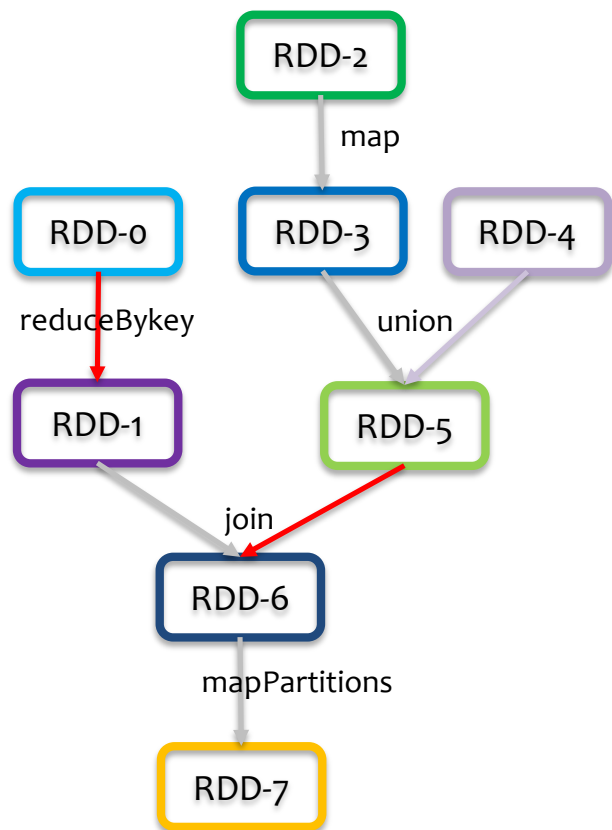 RDD-2
map
RDD-0
RDD-3
RDD-4
reduceBykey
union
RDD-1
RDD-5
join
RDD-6
mapPartitions
RDD-7